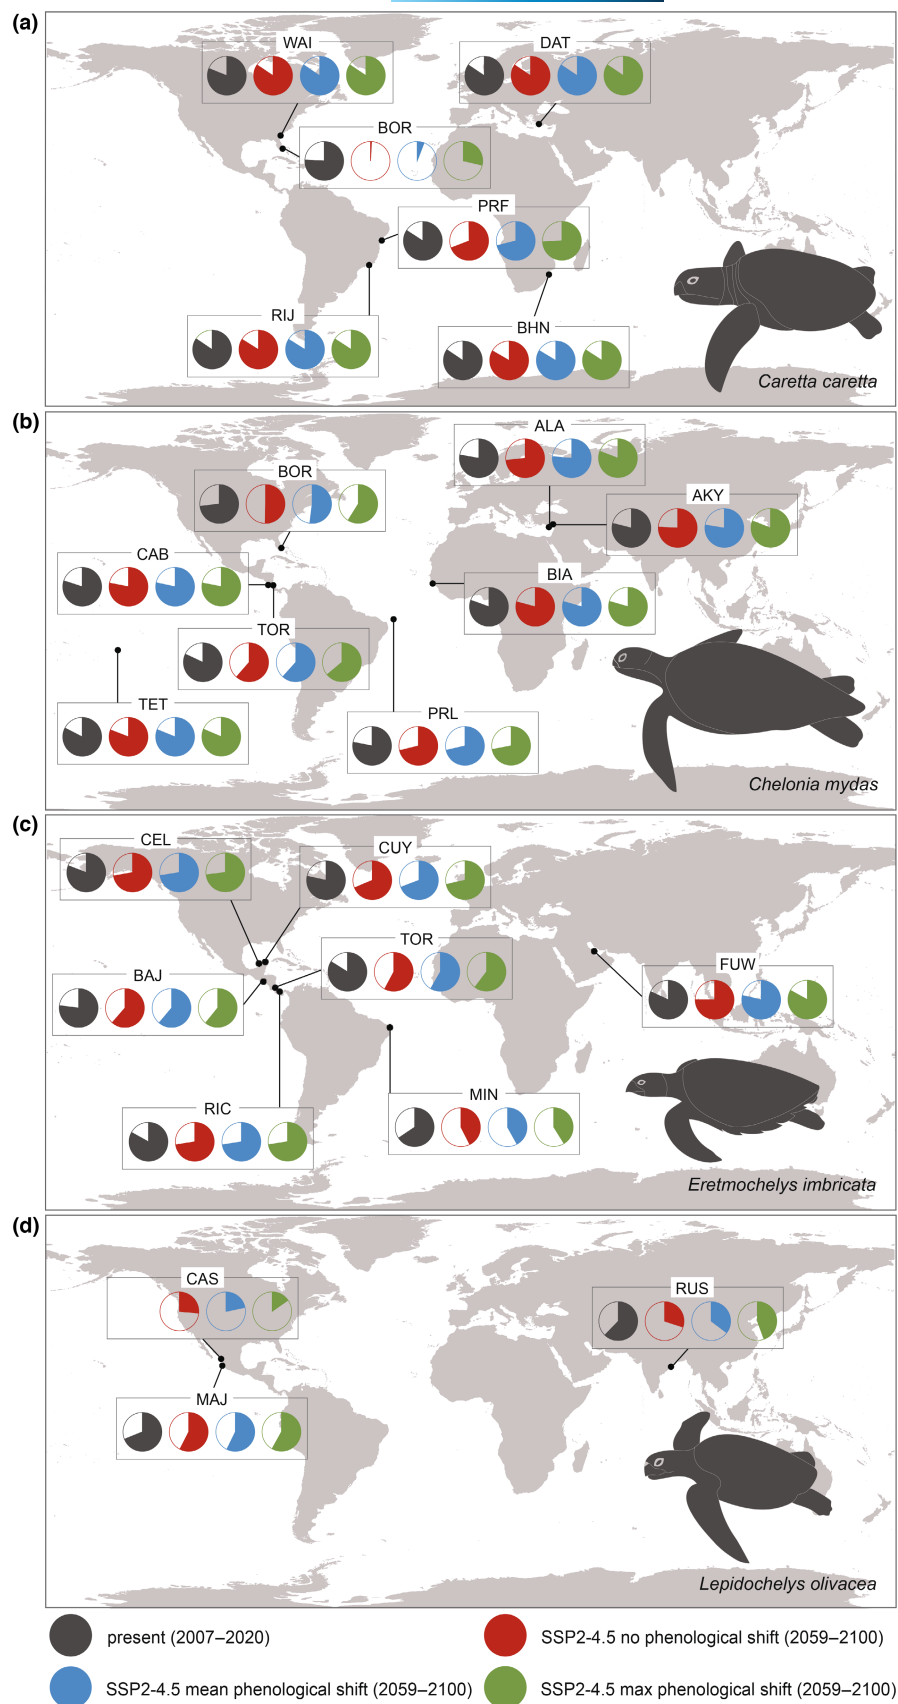 (a)
WAI
DAT
BOR
PRF
RIJ
BHN
Caretta caretta
(b)
ALA
BOR
AKY
CAB
BIA
TOR
TET
PRL
Chelonia mydas
(c)
CEL
CUY
TOR
BAJ
FUW
MIN
RIC
Eretmochelys imbricata
(d)
CAS
RUS
MAJ
Lepidochelys olivacea
present (2007–2020)
SSP2-4.5 no phenological shift (2059–2100)
SSP2-4.5 mean phenological shift (2059–2100)
SSP2-4.5 max phenological shift (2059–2100)